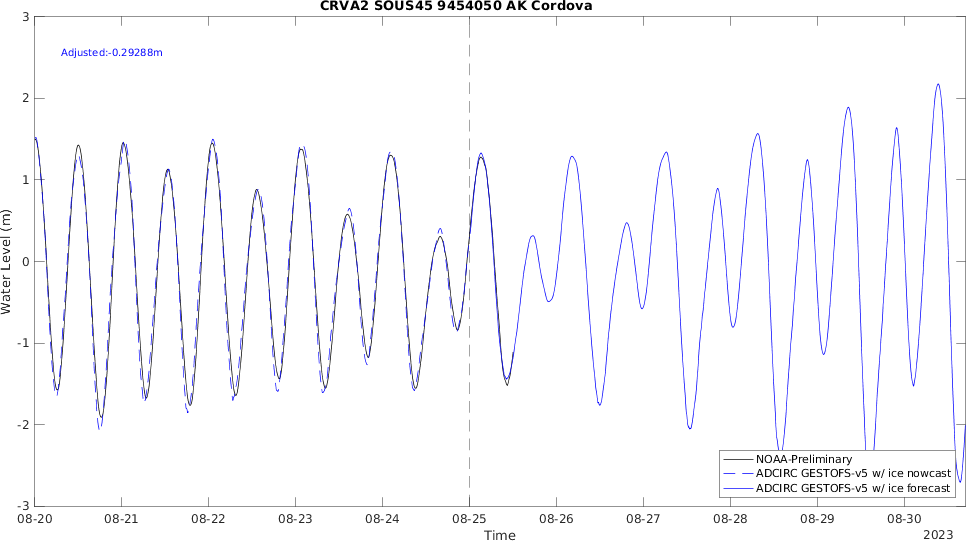 CRVA2 SOUS45 9454050 AK Cordova
Adjusted:-0.29288m
Water Level (m)
3
2
1
0
-1
-2
-3
NOAA-Preliminary
ADCIRC GESTOFS-v5 w/ ice nowcast
ADCIRC GESTOFS-v5 w/ ice forecast
08-20 08-21 08-22 08-23 08-24 08-25 08-26 08-27 08-28 08-29 08-30
Time
2023